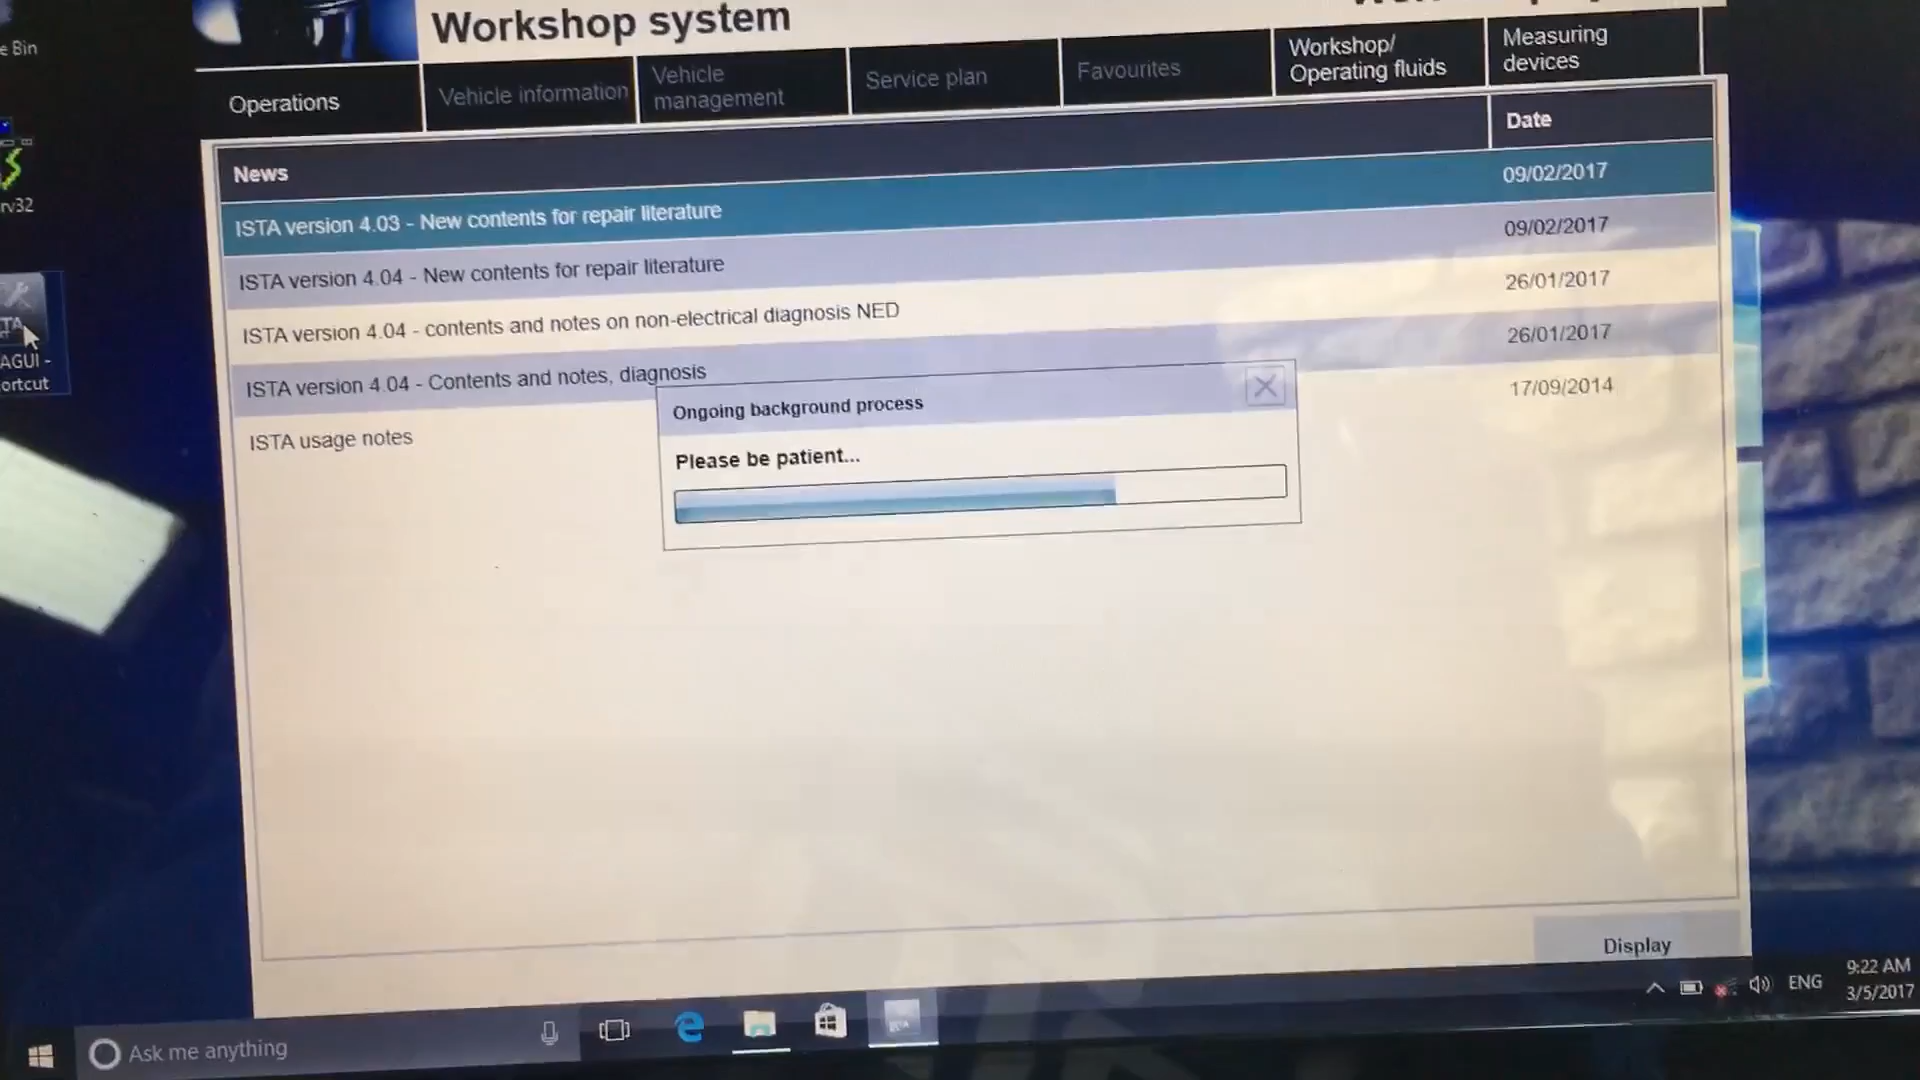 Workshop system
e Bin
Operations
Vehicle information
Vehicle
management
Service plan
Favourites
Workshop/
Operating fluids
Measuring
devices
News
Date
ISTA version 4.03 - New contents for repair literature
09/02/2017
ISTA version 4.04 - New contents for repair literature
09/02/2017
ISTA version 4.04 - contents and notes on non-electrical diagnosis NED
26/01/2017
ISTA version 4.04 - Contents and notes, diagnosis
26/01/2017
ISTA usage notes
17/09/2014
Ongoing background process
Please be patient...
rv32
TA
AGUI -
ortcut
Display
Ask me anything
ENG
9:22 AM
3/5/2017